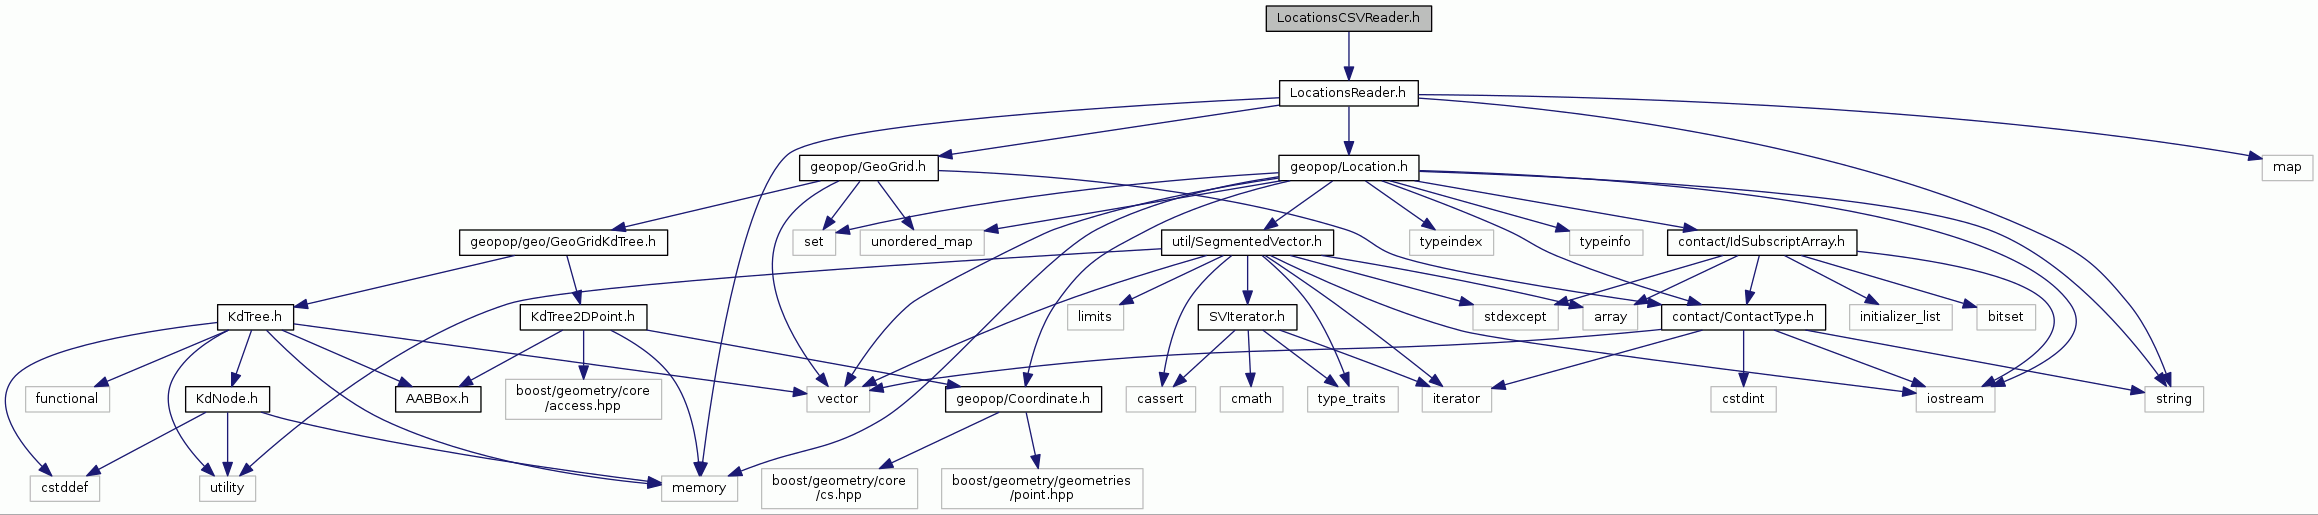 LocationsCSVReader.h
LocationsReader.h
geopop/GeoGrid.h
geopop/Location.h
map
geopop/geo/GeoGridKdTree.h
set
unordered_map
util/SegmentedVector.h
typeindex
typeinfo
contact/IdSubscriptArray.h
KdTree.h
KdTree2DPoint.h
limits
SVIterator.h
stdexcept
array
contact/ContactType.h
initializer_list
bitset
functional
KdNode.h
AABBox.h
boost/geometry/core
/access.hpp
vector
geopop/Coordinate.h
cassert
cmath
type_traits
iterator
cstdint
iostream
string
cstddef
utility
memory
boost/geometry/core
/cs.hpp
boost/geometry/geometries
/point.hpp